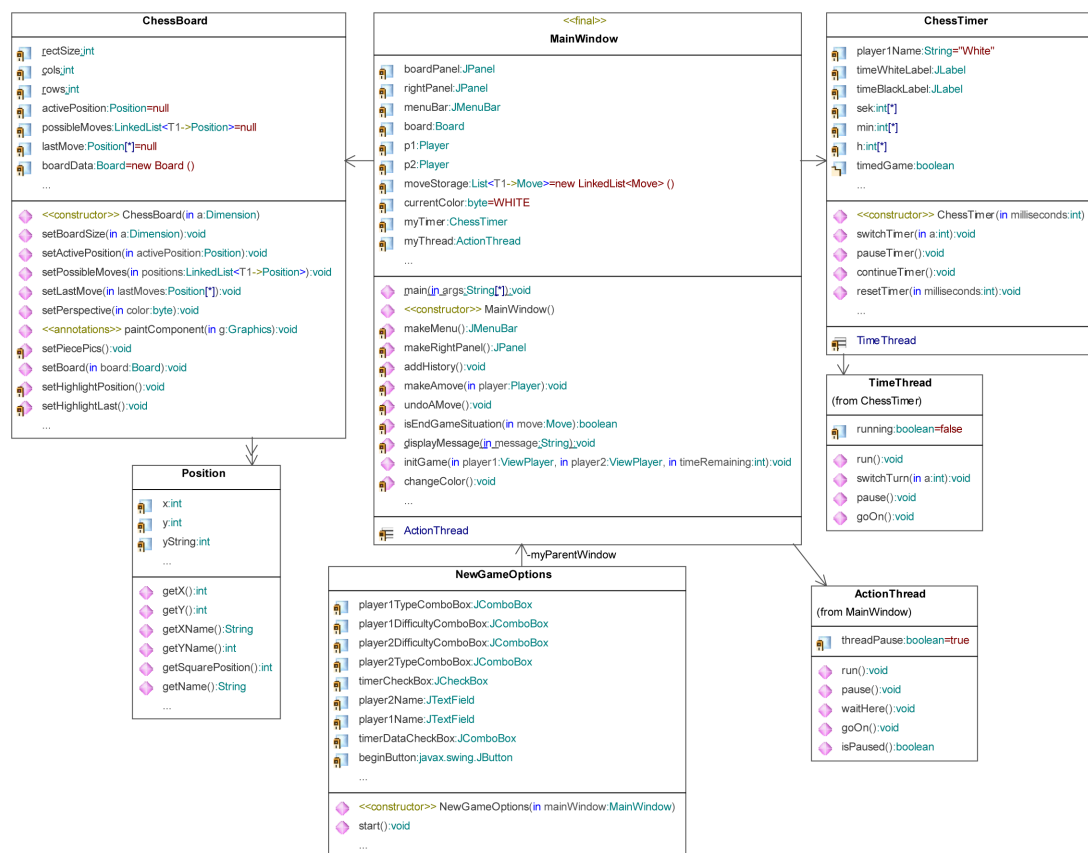 ChessBoard
rectSize:int
cols:int
rows:int
activePosition:Position=null
possibleMoves:LinkedList<T1->Position>=null
lastMove:Position[*]=null
boardData:Board=new Board ()
...
<<constructor>> ChessBoard(in a:Dimension)
setBoardSize(in a:Dimension):void
setActivePosition(in activePosition:Position):void
setPossibleMoves(in positions:LinkedList<T1->Position>):void
setLastMove(in lastMoves:Position[*]):void
setPerspective(in color:byte):void
<<annotations>> paintComponent(in g:Graphics):void
setPiecePics():void
setBoard(in board:Board):void
setHighlightPosition():void
setHighlightLast():void
...
<<final>>
MainWindow
boardPanel:JPanel
rightPanel:JPanel
menuBar:JMenuBar
board:Board
p1:Player
p2:Player
moveStorage:List<T1->Move>=new LinkedList<Move> ()
currentColor:byte=WHITE
myTimer:ChessTimer
myThread:ActionThread
...
main(in args:String[*]):void
<<constructor>> MainWindow()
makeMenu():JMenuBar
makeRightPanel():JPanel
addHistory():void
makeAmove(in player:Player):void
undoAMove():void
isEndGameSituation(in move:Move):boolean
displayMessage(in message:String):void
initGame(in player1:ViewPlayer, in player2:ViewPlayer, in timeRemaining:int):void
changeColor():void
...
ActionThread
ChessTimer
player1Name:String="White"
timeWhiteLabel:JLabel
timeBlackLabel:JLabel
sek:int[*]
min:int[*]
h:int[*]
timedGame:boolean
...
<<constructor>> ChessTimer(in milliseconds:int)
switchTimer(in a:int):void
pauseTimer():void
continueTimer():void
resetTimer(in milliseconds:int):void
...
TimeThread
TimeThread
(from ChessTimer)
running:boolean=false
run():void
switchTurn(in a:int):void
pause():void
goOn():void
Position
x:int
y:int
yString:int
...
getX():int
getY():int
getXName():String
getYName():int
getSquarePosition():int
getName():String
...
-myParentWindow
NewGameOptions
player1TypeComboBox:JComboBox
player1DifficultyComboBox:JComboBox
player2DifficultyComboBox:JComboBox
player2TypeComboBox:JComboBox
timerCheckBox:JCheckBox
player2Name:JTextField
player1Name:JTextField
timerDataCheckBox:JComboBox
beginButton:javax.swing.JButton
...
<<constructor>> NewGameOptions(in mainWindow:MainWindow)
start():void
...
ActionThread
(from MainWindow)
threadPause:boolean=true
run():void
pause():void
waitHere():void
goOn():void
isPaused():boolean